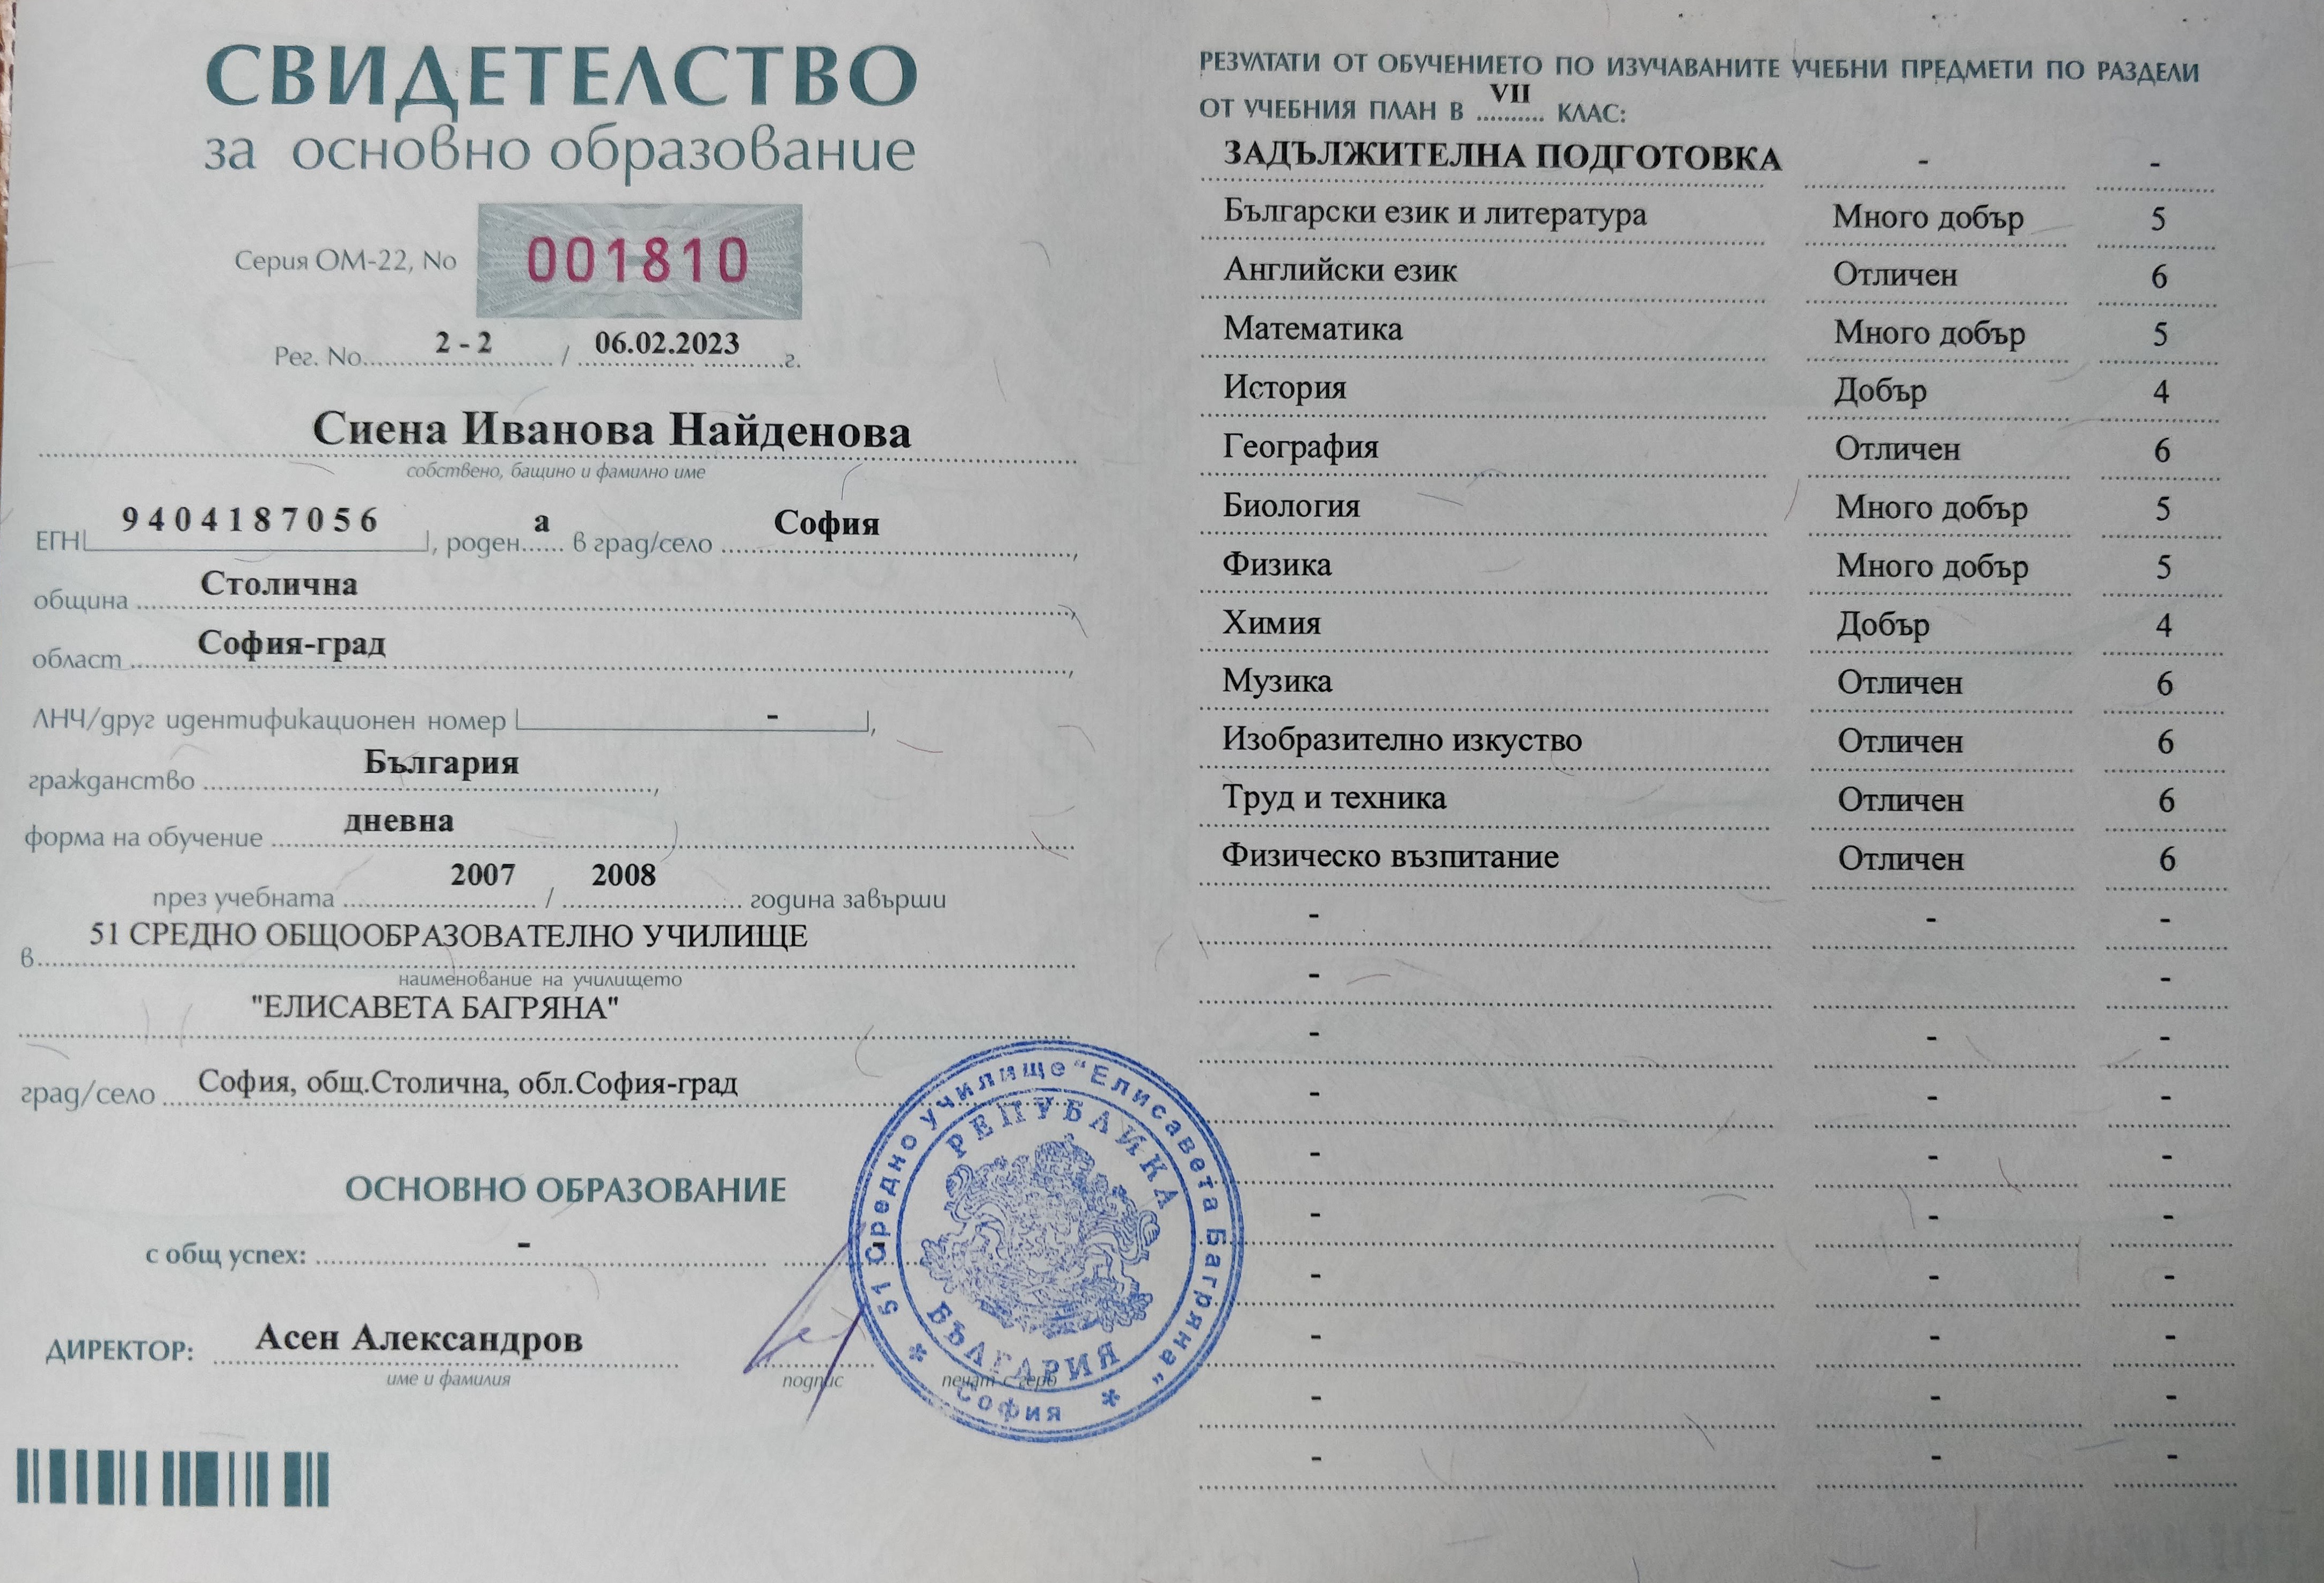 СВИДЕТЕЛСТВО
за основно образование
Серия ОМ-22, No 001810
Рег. No 2 - 2 / 06.02.2023 г.
Сиена Иванова Найденова
собствено, бащино и фамилно име
ЕГН 9404187056, роден а в град/село София,
община Столична,
област София-град,
ЛНЧ/друг идентификационен номер -,
гражданство България,
форма на обучение дневна
през учебната 2007 / 2008 година завърши
в 51 СРЕДНО ОБЩООБРАЗОВАТЕЛНО УЧИЛИЩЕ
наименование на училището
"ЕЛИСАВЕТА БАГРЯНА"
град/село София, общ.Столична, обл.София-град
ОСНОВНО ОБРАЗОВАНИЕ
с общ успех: - -
ДИРЕКТОР: Асен Александров
име и фамилия подпис печат с герб
51 Средно училище "Елисавета Багряна"
* София *
РЕПУБЛИКА
БЪЛГАРИЯ
РЕЗУЛТАТИ ОТ ОБУЧЕНИЕТО ПО ИЗУЧАВАНИТЕ УЧЕБНИ ПРЕДМЕТИ ПО РАЗДЕЛИ
ОТ УЧЕБНИЯ ПЛАН В VII КЛАС:
ЗАДЪЛЖИТЕЛНА ПОДГОТОВКА - -
Български език и литература Много добър 5
Английски език Отличен 6
Математика Много добър 5
История Добър 4
География Отличен 6
Биология Много добър 5
Физика Много добър 5
Химия Добър 4
Музика Отличен 6
Изобразително изкуство Отличен 6
Труд и техника Отличен 6
Физическо възпитание Отличен 6
- - -
- - -
- - -
- - -
- - -
- - -
- - -
- - -
- - -
- - -